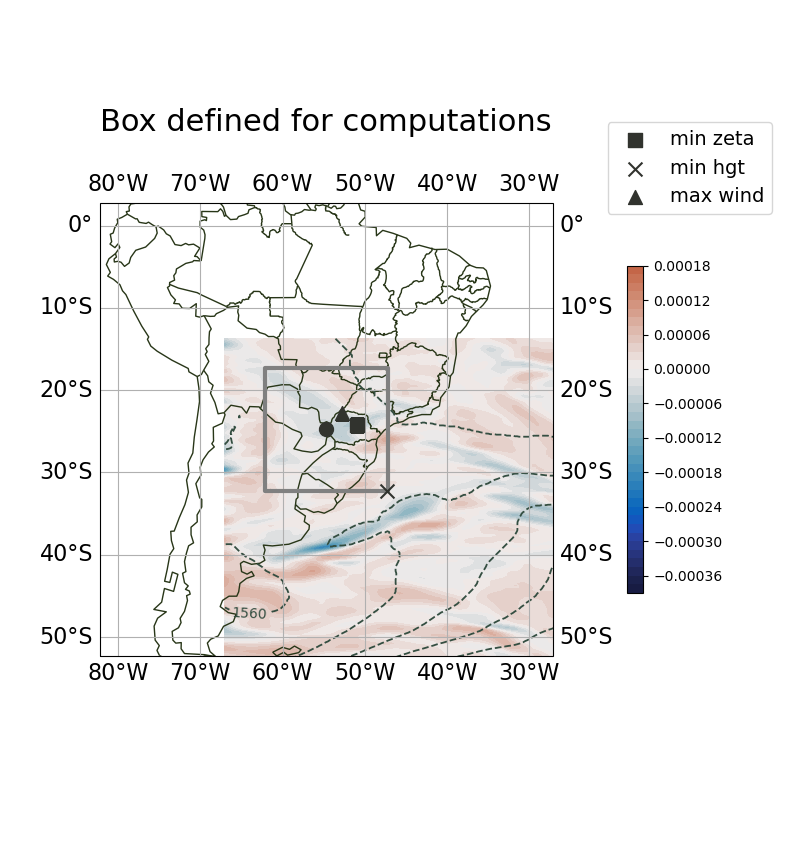 Box defined for computations
min zeta
min hgt
max wind
80°W 70°W 60°W 50°W 40°W 30°W
0° 0°
10°S 10°S
20°S 20°S
30°S 30°S
40°S 40°S
50°S 50°S
1560
80°W 70°W 60°W 50°W 40°W 30°W
0.00018
0.00012
0.00006
0.00000
−0.00006
−0.00012
−0.00018
−0.00024
−0.00030
−0.00036